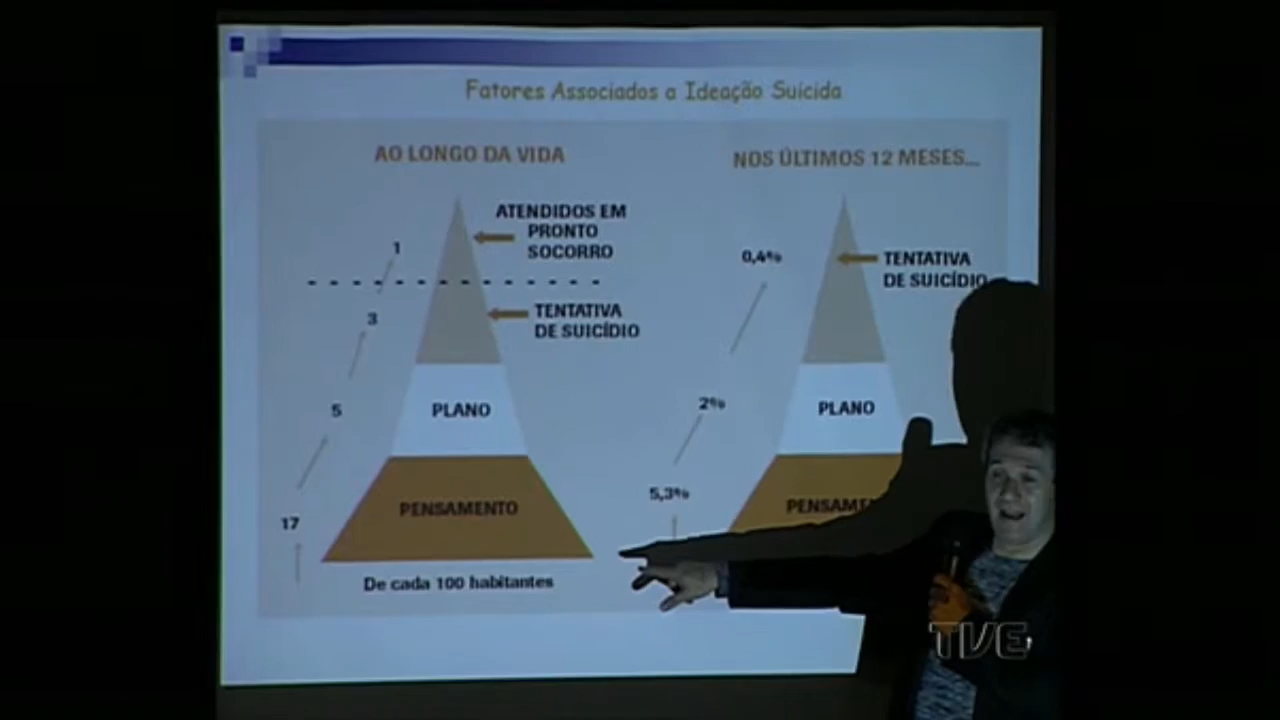 Fatores Associados a Ideação Suicida
AO LONGO DA VIDA
ATENDIDOS EM
PRONTO
SOCORRO
1
TENTATIVA
DE SUICÍDIO
3
PLANO
5
PENSAMENTO
17
De cada 100 habitantes
NOS ÚLTIMOS 12 MESES...
0,4%
TENTATIVA
DE SUICÍDIO
2%
PLANO
5,3%
PENSAME
TVE